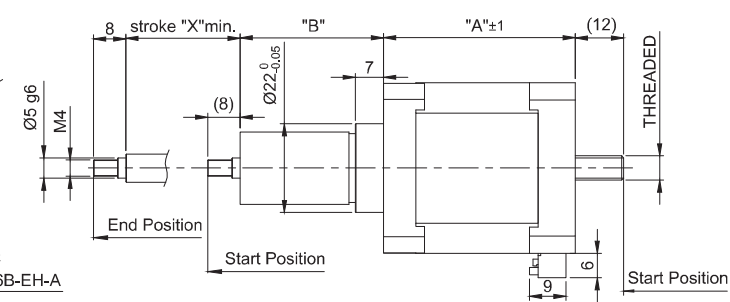 8
stroke "X"min.
"B"
"A"±1
(12)
Ø5 g6
M4
(8)
Ø22 0 -0.05
7
THREADED
End Position
Start Position
6
9
Start Position
6B-EH-A